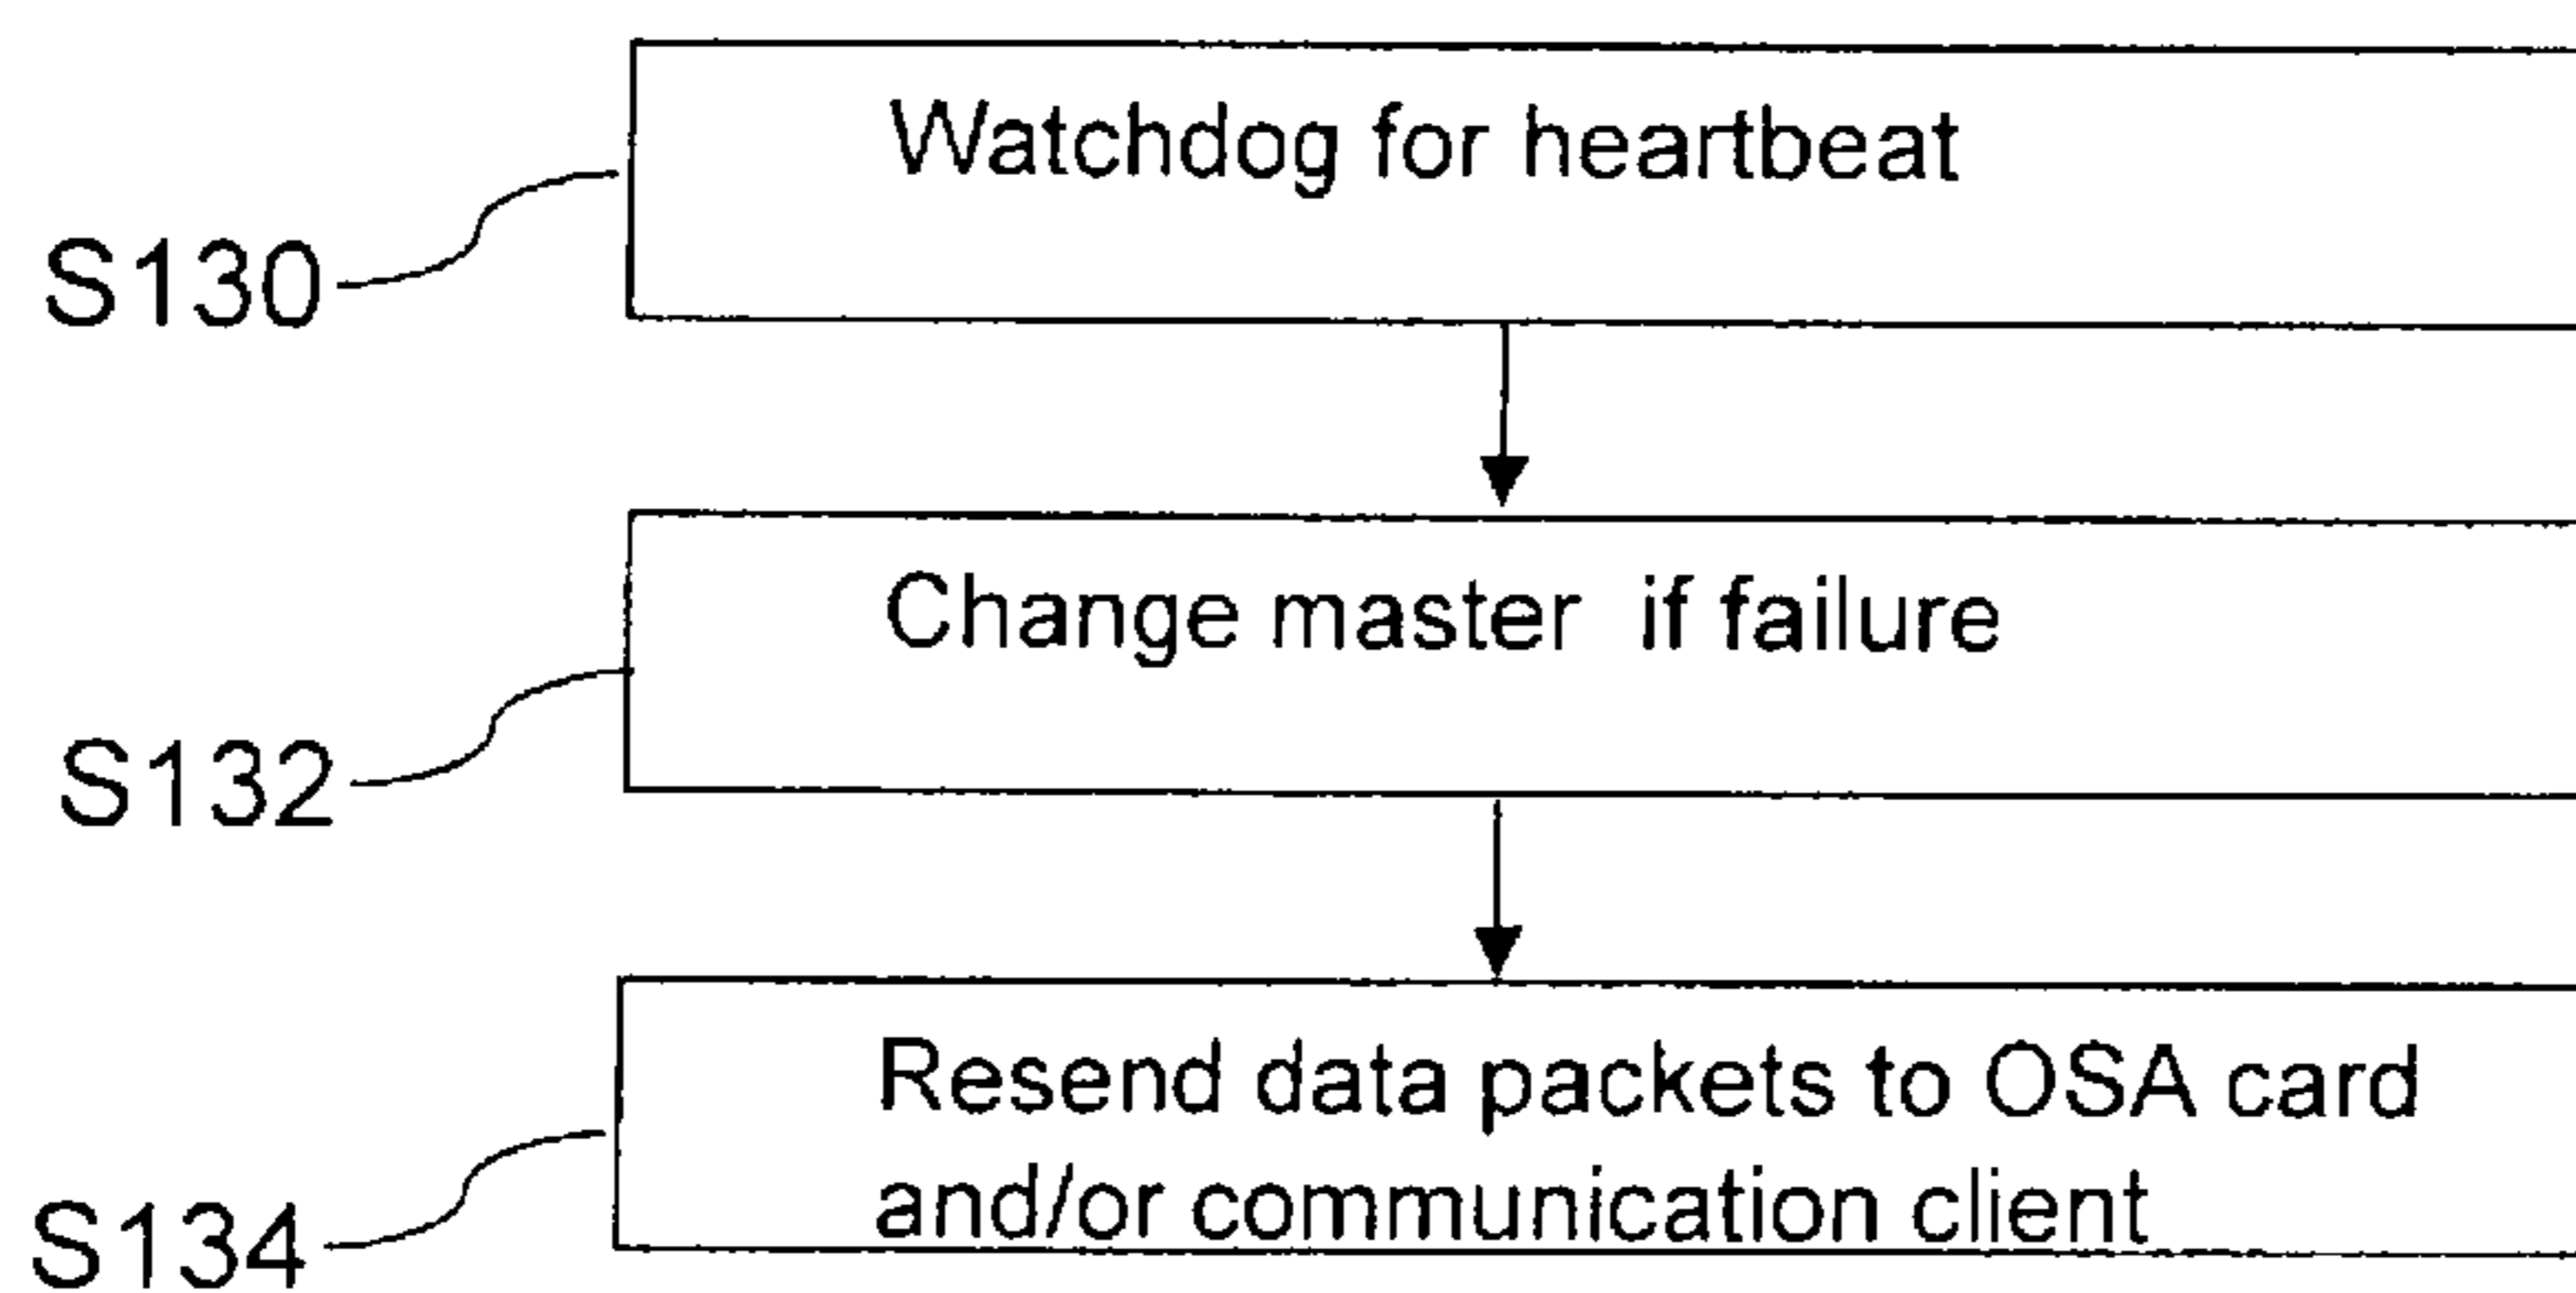 Watchdog for heartbeat
S130
Change master if failure
S132
Resend data packets to OSA card
and/or communication client
S134